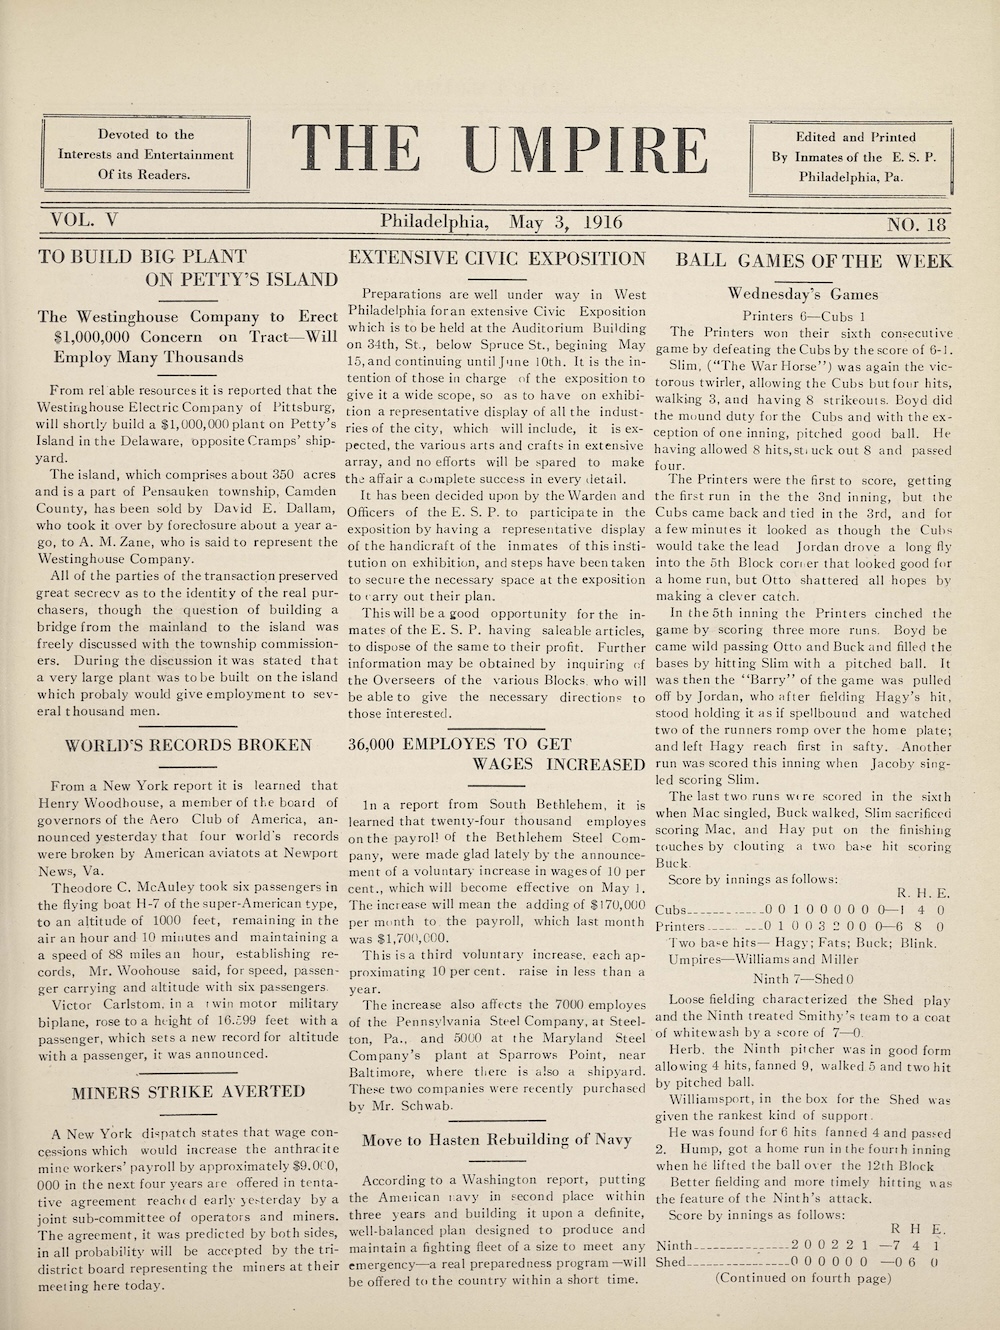 Devoted to the
Interests and Entertainment
Of its Readers.
THE UMPIRE
Edited and Printed
By Inmates of the E. S. P.
Philadelphia, Pa.
VOL. V
Philadelphia, May 3, 1916
NO. 18
TO BUILD BIG PLANT
ON PETTY'S ISLAND
The Westinghouse Company to Erect
$1,000,000 Concern on Tract—Will
Employ Many Thousands
From rel able resources it is reported that the
Westinghouse Electric Company of Pittsburg,
will shortly build a $1,000,000 plant on Petty's
Island in the Delaware, opposite Cramps' ship-
yard.
The island, which comprises about 350 acres
and is a part of Pensauken township, Camden
County, has been sold by David E. Dallam,
who took it over by foreclosure about a year a-
go, to A. M. Zane, who is said to represent the
Westinghouse Company.
All of the parties of the transaction preserved
great secrecv as to the identity of the real pur-
chasers, though the question of building a
bridge from the mainland to the island was
freely discussed with the township commission-
ers. During the discussion it was stated that
a very large plant was to be built on the island
which probaly would give employment to sev-
eral thousand men.
WORLD'S RECORDS BROKEN
From a New York report it is learned that
Henry Woodhouse, a member of the board of
governors of the Aero Club of America, an-
nounced yesterday that four world's records
were broken by American aviatots at Newport
News, Va.
Theodore C. McAuley took six passengers in
the flying boat H-7 of the super-American type,
to an altitude of 1000 feet, remaining in the
air an hour and 10 minutes and maintaining a
a speed of 88 miles an hour, establishing re-
cords, Mr. Woohouse said, for speed, passen-
ger carrying and altitude with six passengers.
Victor Carlstom, in a twin motor military
biplane, rose to a height of 16.599 feet with a
passenger, which sets a new record for altitude
with a passenger, it was announced.
MINERS STRIKE AVERTED
A New York dispatch states that wage con-
cessions which would increase the anthracite
mine workers' payroll by approximately $9.000,
000 in the next four years are offered in tenta-
tive agreement reached early yesterday by a
joint sub-committee of operators and miners.
The agreement, it was predicted by both sides,
in all probability will be accepted by the tri-
district board representing the miners at their
meeting here today.
EXTENSIVE CIVIC EXPOSITION
Preparations are well under way in West
Philadelphia for an extensive Civic Exposition
which is to be held at the Auditorium Building
on 34th, St., below Spruce St., begining May
15, and continuing until June 10th. It is the in-
tention of those in charge of the exposition to
give it a wide scope, so as to have on exhibi-
tion a representative display of all the indust-
ries of the city, which will include, it is ex-
pected, the various arts and crafts in extensive
array, and no efforts will be spared to make
the affair a complete success in every detail.
It has been decided upon by the Warden and
Officers of the E. S. P. to participate in the
exposition by having a representative display
of the handicraft of the inmates of this insti-
tution on exhibition, and steps have been taken
to secure the necessary space at the exposition
to carry out their plan.
This will be a good opportunity for the in-
mates of the E. S. P. having saleable articles,
to dispose of the same to their profit. Further
information may be obtained by inquiring of
the Overseers of the various Blocks. who will
be able to give the necessary directions to
those interested.
36,000 EMPLOYES TO GET
WAGES INCREASED
In a report from South Bethlehem, it is
learned that twenty-four thousand employes
on the payroll of the Bethlehem Steel Com-
pany, were made glad lately by the announce-
ment of a voluntary increase in wages of 10 per
cent., which will become effective on May 1.
The increase will mean the adding of $170,000
per month to the payroll, which last month
was $1,700,000.
This is a third voluntary increase, each ap-
proximating 10 per cent. raise in less than a
year.
The increase also affects the 7000 employes
of the Pennsylvania Steel Company, at Steel-
ton, Pa., and 5000 at the Maryland Steel
Company's plant at Sparrows Point, near
Baltimore, where there is also a shipyard.
These two companies were recently purchased
by Mr. Schwab.
Move to Hasten Rebuilding of Navy
According to a Washington report, putting
the American navy in second place within
three years and building it upon a definite,
well-balanced plan designed to produce and
maintain a fighting fleet of a size to meet any
emergency—a real preparedness program—will
be offered to the country within a short time.
BALL GAMES OF THE WEEK
Wednesday's Games
Printers 6—Cubs 1
The Printers won their sixth consecutive
game by defeating the Cubs by the score of 6-1.
Slim, ("The War Horse") was again the vic-
torous twirler, allowing the Cubs but four hits,
walking 3, and having 8 strikeouts. Boyd did
the mound duty for the Cubs and with the ex-
ception of one inning, pitched good ball. He
having allowed 8 hits, struck out 8 and passed
four.
The Printers were the first to score, getting
the first run in the the 3nd inning, but the
Cubs came back and tied in the 3rd, and for
a few minutes it looked as though the Cubs
would take the lead Jordan drove a long fly
into the 5th Block corner that looked good for
a home run, but Otto shattered all hopes by
making a clever catch.
In the 5th inning the Printers cinched the
game by scoring three more runs. Boyd be
came wild passing Otto and Buck and filled the
bases by hitting Slim with a pitched ball. It
was then the "Barry" of the game was pulled
off by Jordan, who after fielding Hagy's hit,
stood holding it as if spellbound and watched
two of the runners romp over the home plate;
and left Hagy reach first in safty. Another
run was scored this inning when Jacoby sing-
led scoring Slim.
The last two runs were scored in the sixth
when Mac singled, Buck walked, Slim sacrificed
scoring Mac, and Hay put on the finishing
touches by clouting a two base hit scoring
Buck.
Score by innings as follows:
R. H. E.
Cubs 0 0 1 0 0 0 0 0 0—1 4 0
Printers 0 1 0 0 3 2 0 0 0—6 8 0
Two base hits— Hagy; Fats; Buck; Blink.
Umpires—Williams and Miller
Ninth 7—Shed 0
Loose fielding characterized the Shed play
and the Ninth treated Smithy's team to a coat
of whitewash by a score of 7—0.
Herb, the Ninth pitcher was in good form
allowing 4 hits, fanned 9, walked 5 and two hit
by pitched ball.
Williamsport, in the box for the Shed was
given the rankest kind of support.
He was found for 6 hits fanned 4 and passed
2. Hump, got a home run in the fourth inning
when he lifted the ball over the 12th Block
Better fielding and more timely hitting was
the feature of the Ninth's attack.
Score by innings as follows:
R H E.
Ninth 2 0 0 2 2 1 —7 4 1
Shed 0 0 0 0 0 0 —0 6 0
(Continued on fourth page)